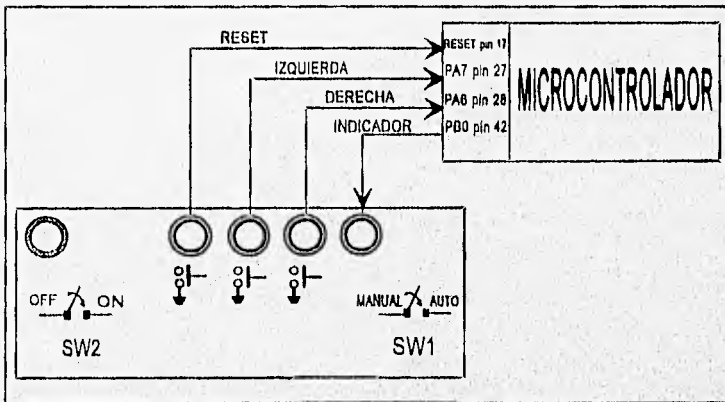 RESET
RESET pin 17
IZQUIERDA
PA7 pin 27
DERECHA
PA6 pin 28
INDICADOR
PB0 pin 42
MICROCONTROLADOR
OFF ON
SW2
MANUAL AUTO
SW1